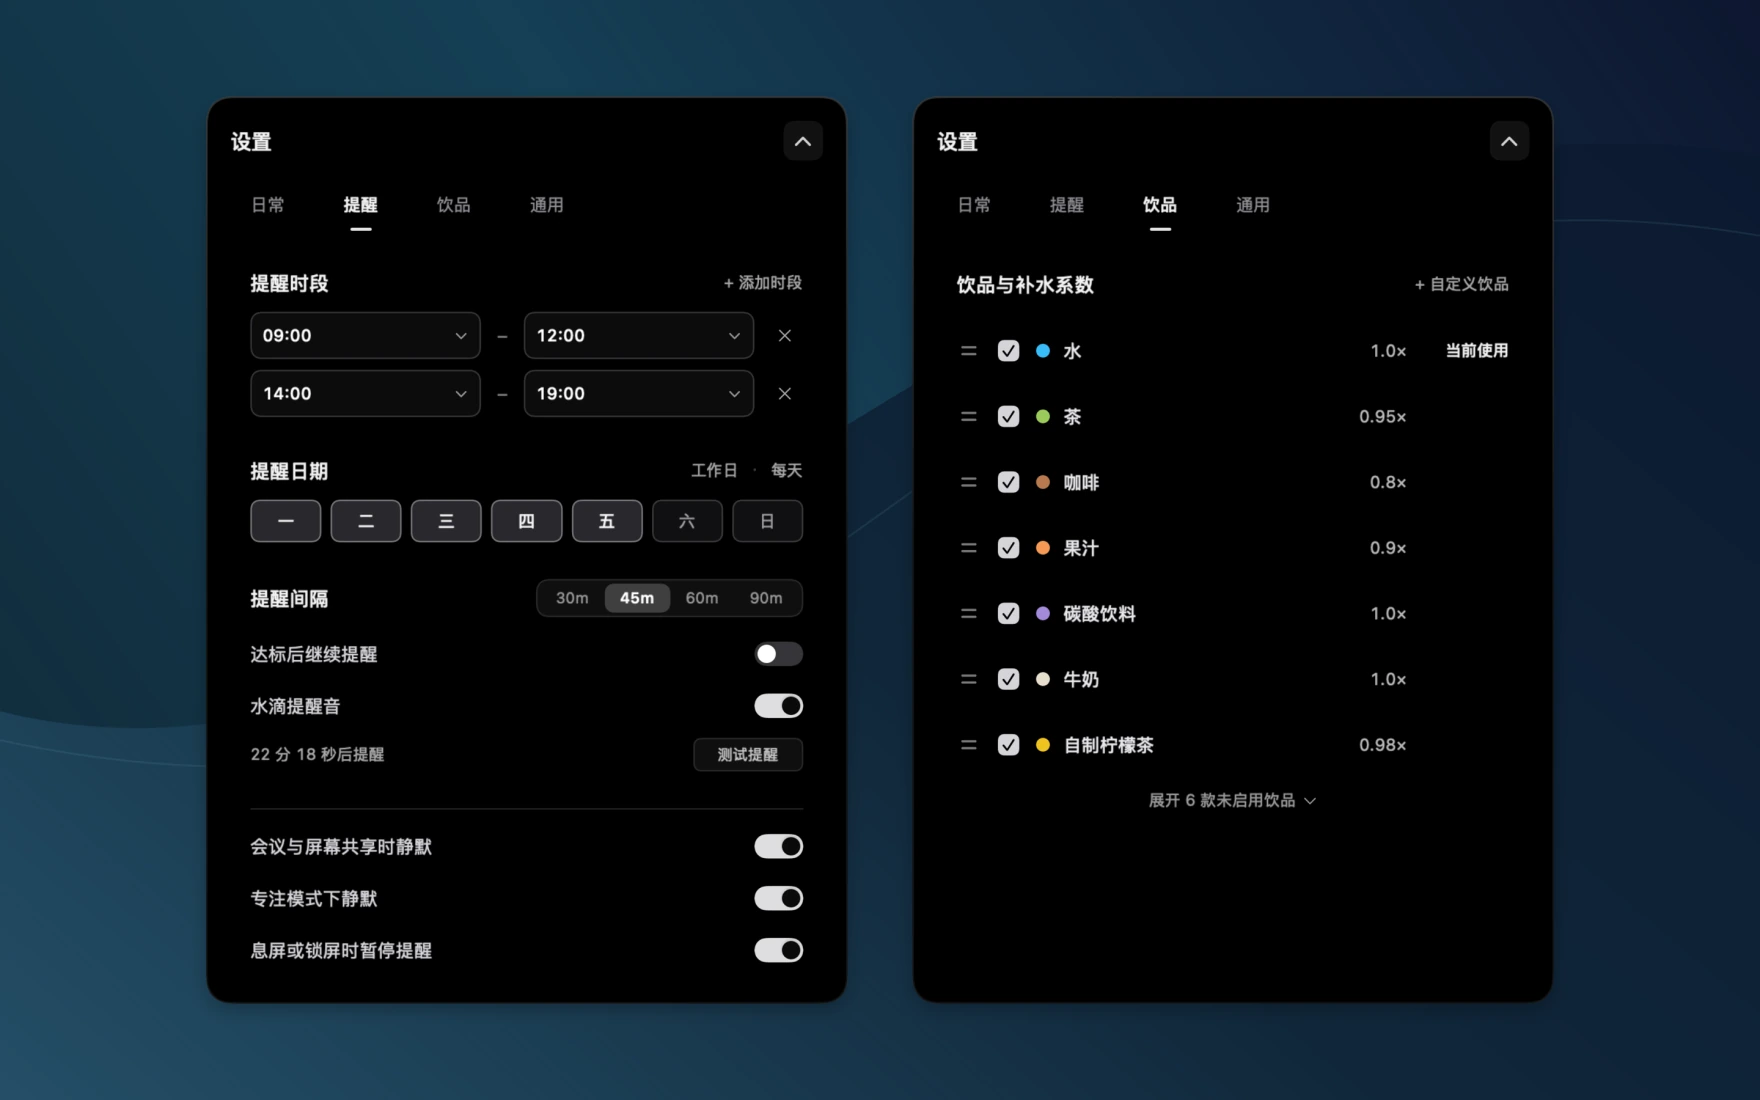 设置
日常 提醒 饮品 通用
提醒时段 + 添加时段
09:00 – 12:00 ×
14:00 – 19:00 ×
提醒日期 工作日 · 每天
一 二 三 四 五 六 日
提醒间隔 30m 45m 60m 90m
达标后继续提醒
水滴提醒音
22 分 18 秒后提醒 测试提醒
会议与屏幕共享时静默
专注模式下静默
息屏或锁屏时暂停提醒
设置
日常 提醒 饮品 通用
饮品与补水系数 + 自定义饮品
水 1.0× 当前使用
茶 0.95×
咖啡 0.8×
果汁 0.9×
碳酸饮料 1.0×
牛奶 1.0×
自制柠檬茶 0.98×
展开 6 款未启用饮品